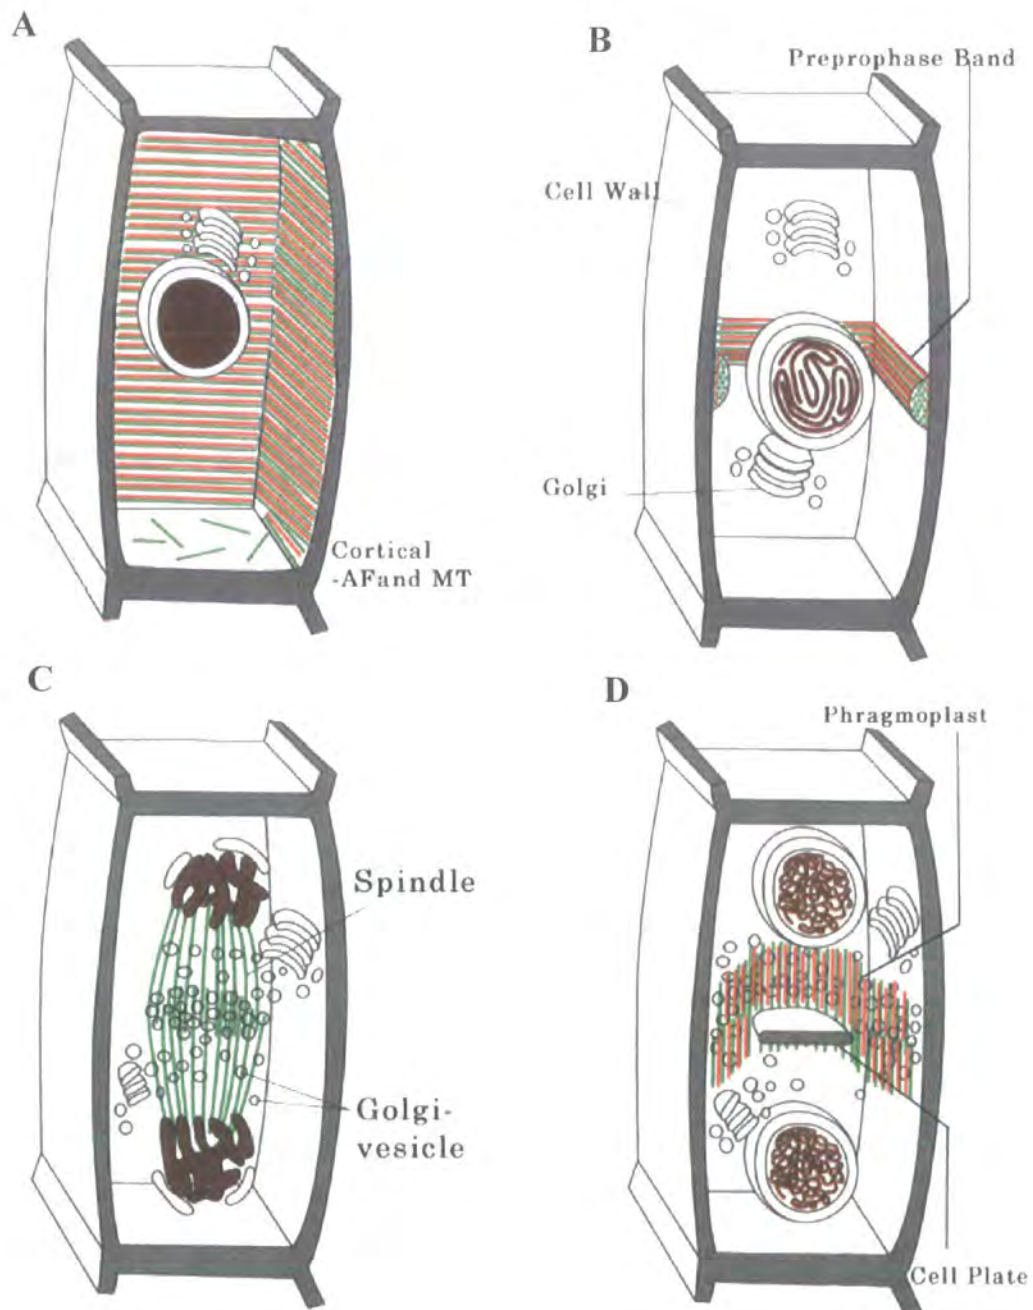 A
B
Preprophase Band
Cell Wall
Golgi
Cortical
-AFand MT
C
D
Phragmoplast
Spindle
Golgi-
vesicle
Cell Plate